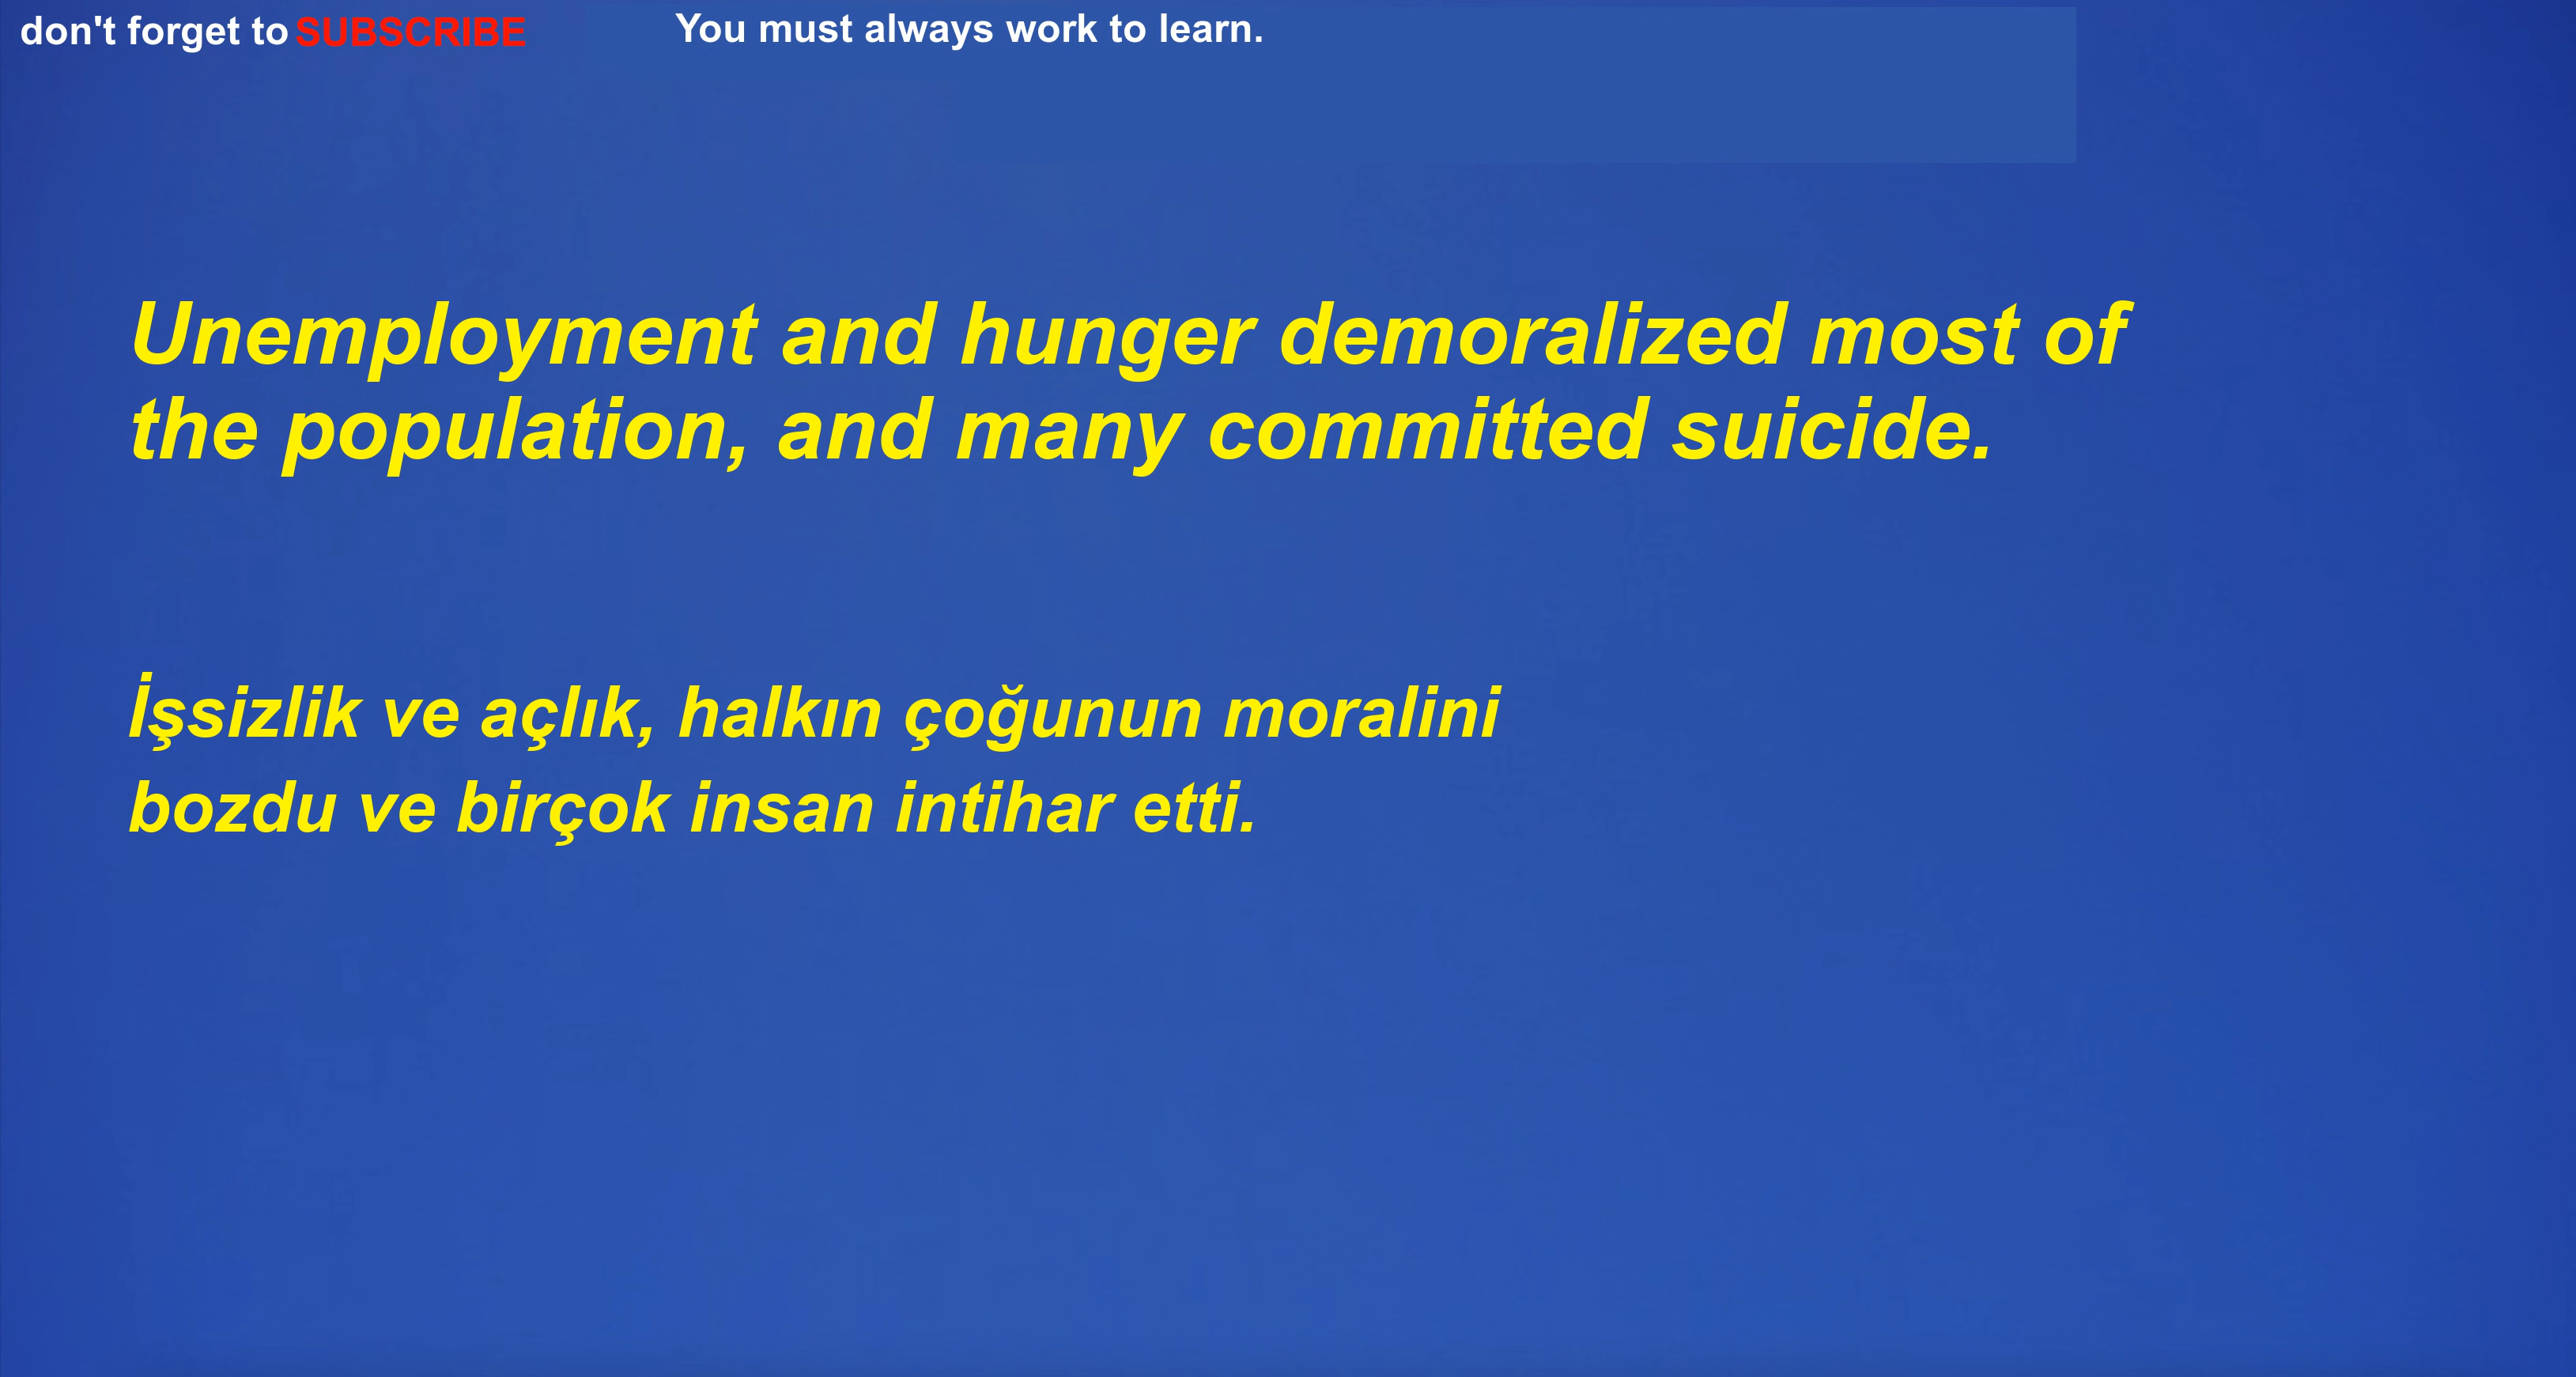 don't forget to SUBSCRIBE
You must always work to learn.
Unemployment and hunger demoralized most of
the population, and many committed suicide.
İşsizlik ve açlık, halkın çoğunun moralini
bozdu ve birçok insan intihar etti.